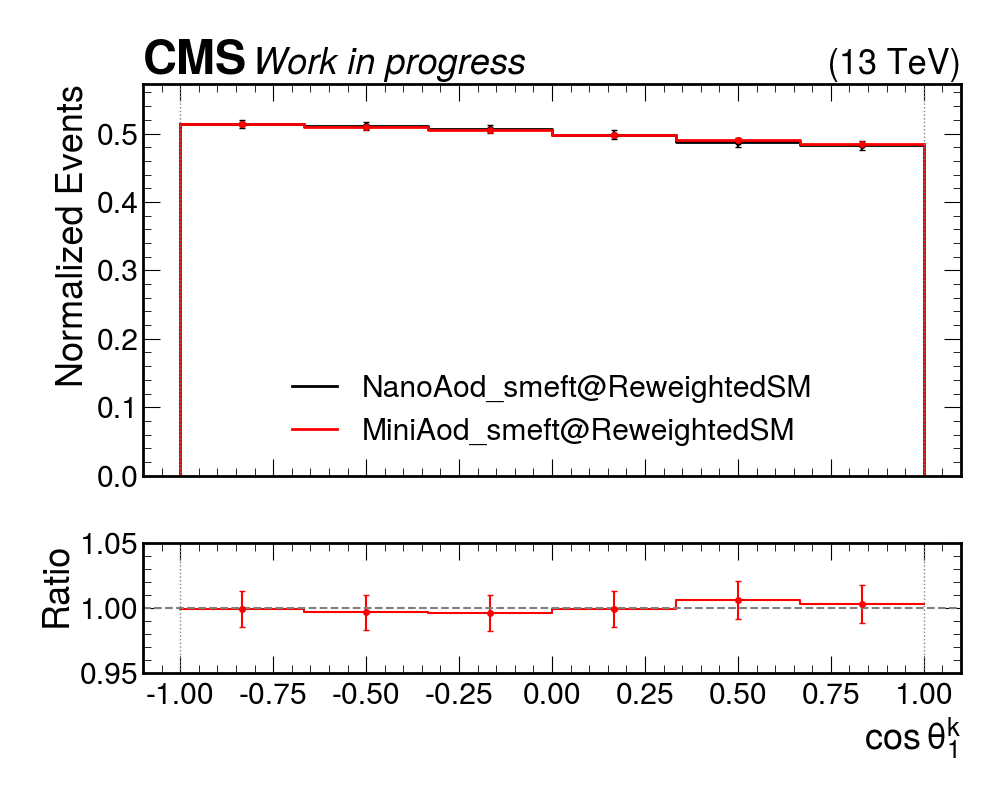 CMS Work in progress (13 TeV)
Normalized Events
0.5
0.4
0.3
0.2
0.1
0.0
NanoAod_smeft@ReweightedSM
MiniAod_smeft@ReweightedSM
Ratio
1.05
1.00
0.95
-1.00 -0.75 -0.50 -0.25 0.00 0.25 0.50 0.75 1.00
cos θ₁ᵏ